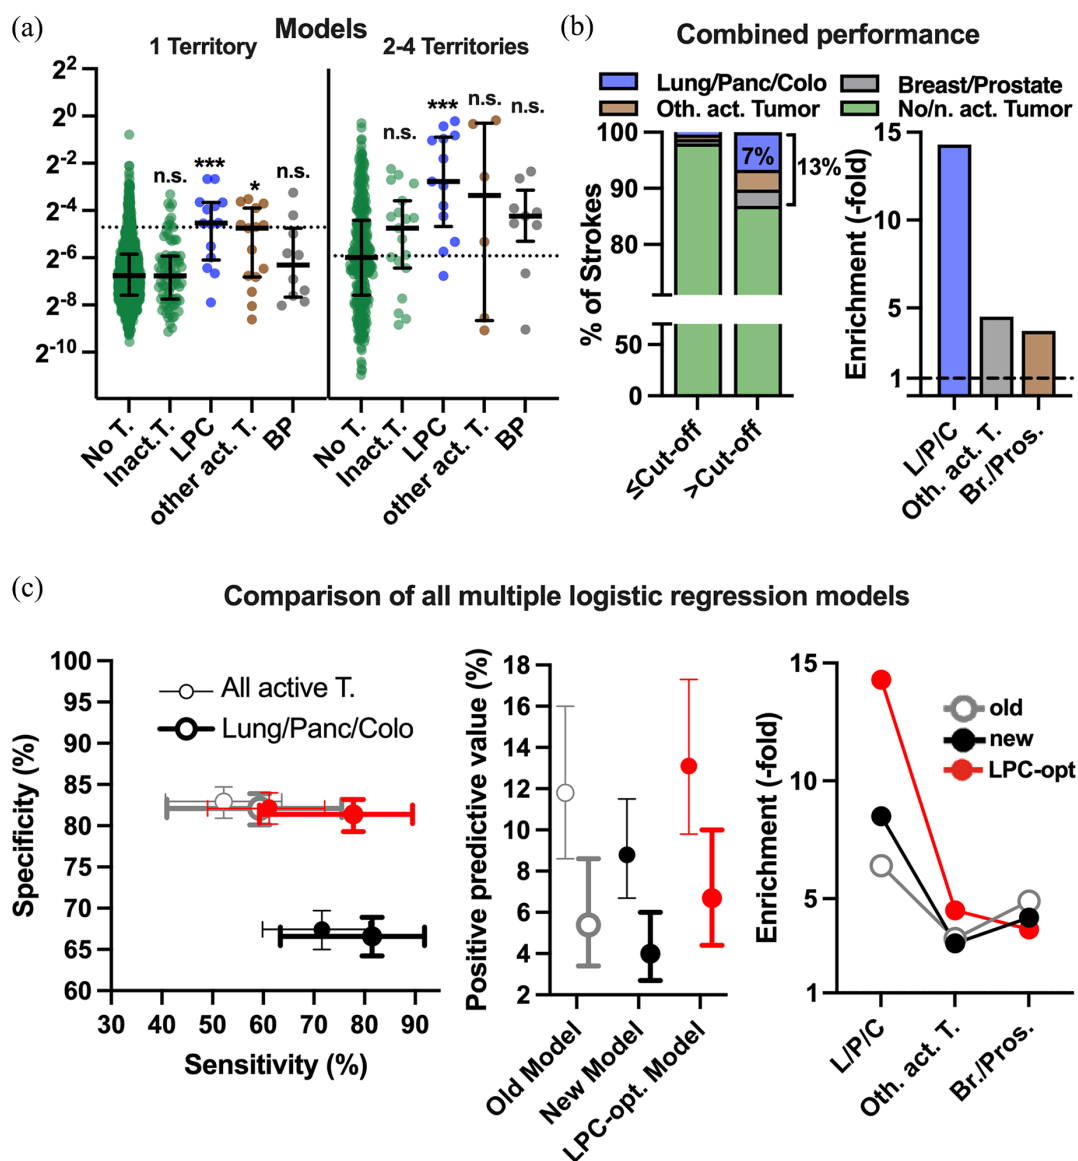 (a)
Models
1 Territory
2-4 Territories
2^2
2^0
2^-2
2^-4
2^-6
2^-8
2^-10
n.s.
***
*
n.s.
n.s.
***
n.s.
n.s.
No T.
Inact.T.
LPC
other act. T.
BP
No T.
Inact.T.
LPC
other act. T.
BP
(b)
Combined performance
Lung/Panc/Colo
Breast/Prostate
Oth. act. Tumor
No/n. act. Tumor
% of Strokes
100
90
80
50
0
7%
13%
≤Cut-off
>Cut-off
Enrichment (-fold)
15
10
5
1
L/P/C
Oth. act. T.
Br./Pros.
(c)
Comparison of all multiple logistic regression models
Specificity (%)
100
95
90
85
80
75
70
65
60
All active T.
Lung/Panc/Colo
30
40
50
60
70
80
90
Sensitivity (%)
Positive predictive value (%)
18
16
14
12
10
8
6
4
2
Old Model
New Model
LPC-opt. Model
Enrichment (-fold)
15
10
5
1
old
new
LPC-opt
L/P/C
Oth. act. T.
Br./Pros.